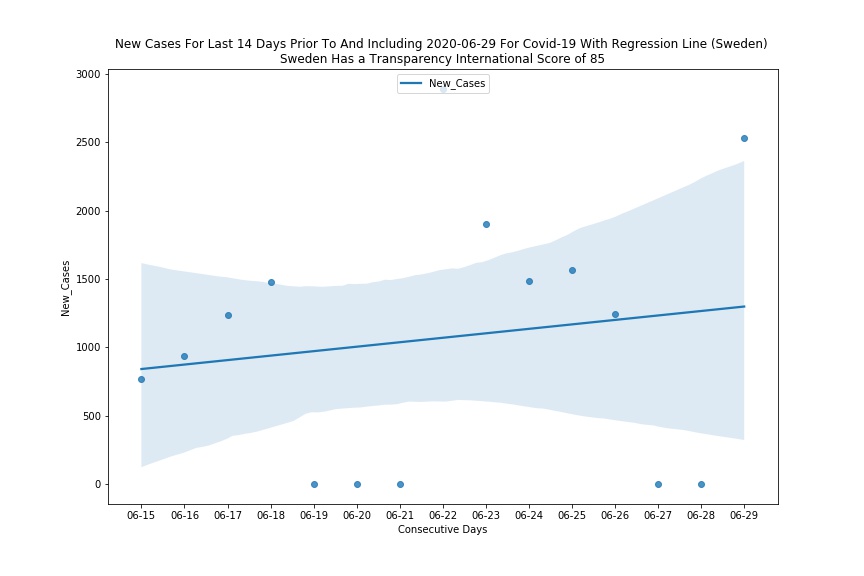 New Cases For Last 14 Days Prior To And Including 2020-06-29 For Covid-19 With Regression Line (Sweden)
Sweden Has a Transparency International Score of 85
New_Cases
3000
2500
2000
1500
1000
500
0
New_Cases
06-15 06-16 06-17 06-18 06-19 06-20 06-21 06-22 06-23 06-24 06-25 06-26 06-27 06-28 06-29
Consecutive Days